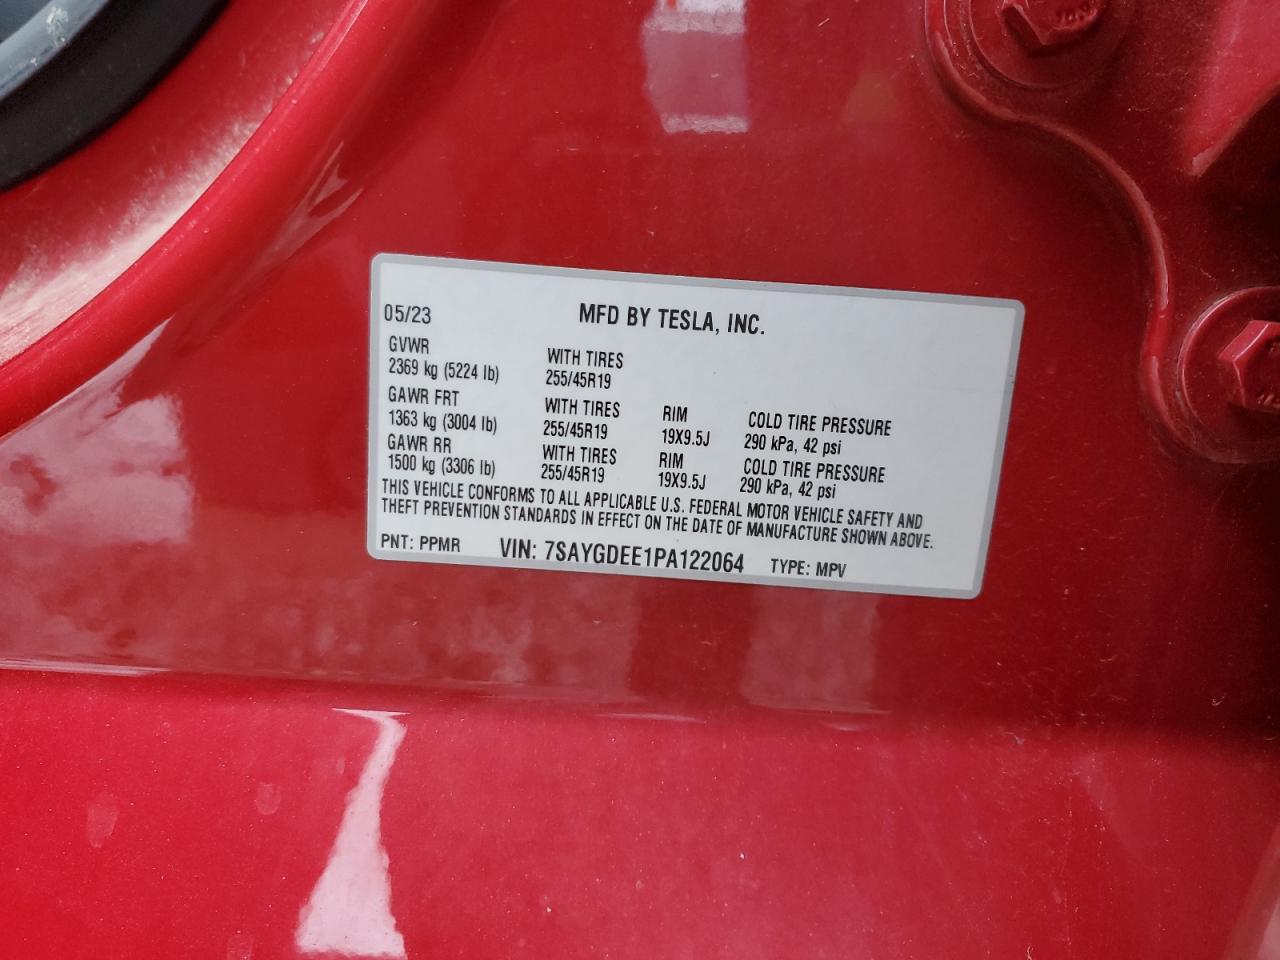 05/23 MFD BY TESLA, INC.
GVWR
2369 kg (5224 lb)
WITH TIRES
255/45R19
GAWR FRT
1363 kg (3004 lb)
WITH TIRES
255/45R19
RIM
19X9.5J
COLD TIRE PRESSURE
290 kPa, 42 psi
GAWR RR
1500 kg (3306 lb)
WITH TIRES
255/45R19
RIM
19X9.5J
COLD TIRE PRESSURE
290 kPa, 42 psi
THIS VEHICLE CONFORMS TO ALL APPLICABLE U.S. FEDERAL MOTOR VEHICLE SAFETY AND
THEFT PREVENTION STANDARDS IN EFFECT ON THE DATE OF MANUFACTURE SHOWN ABOVE.
PNT: PPMR VIN: 7SAYGDEE1PA122064 TYPE: MPV